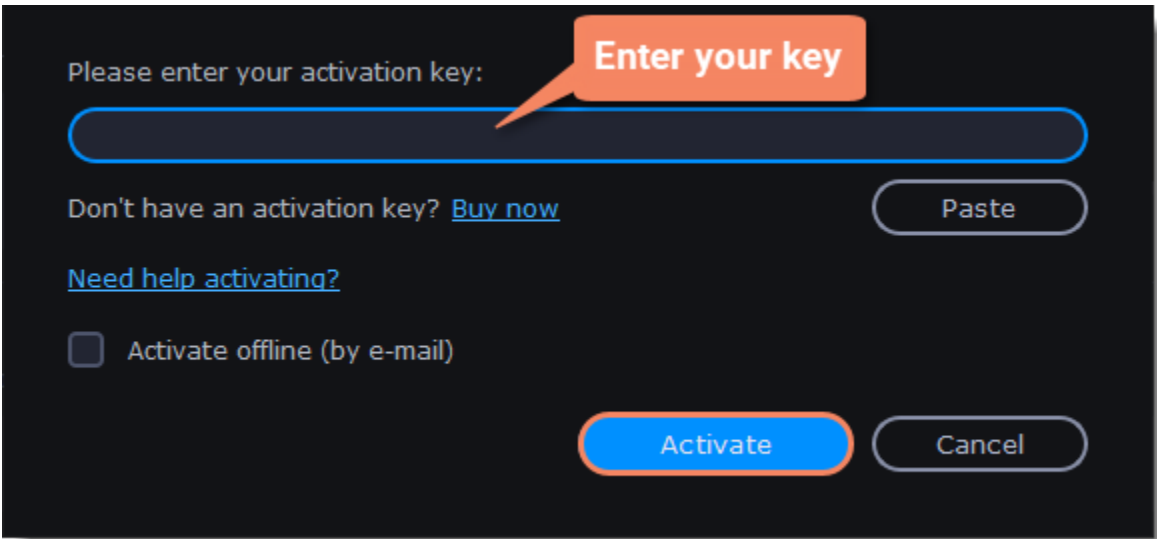 Enter your key
Please enter your activation key:
Don't have an activation key? Buy now
Paste
Need help activating?
Activate offline (by e-mail)
Activate
Cancel